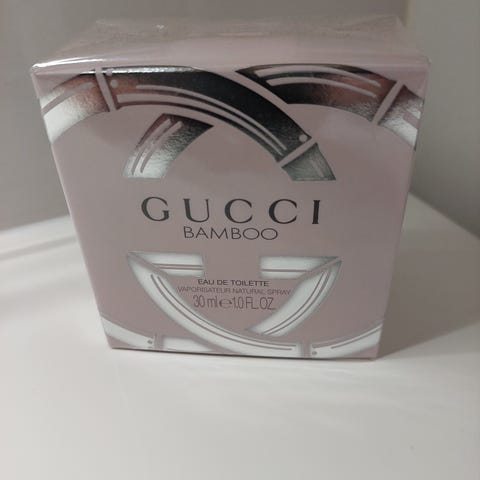 GUCCI
BAMBOO
EAU DE TOILETTE
VAPORISATEUR NATURAL SPRAY
30 ml e 1.0 FL.OZ.